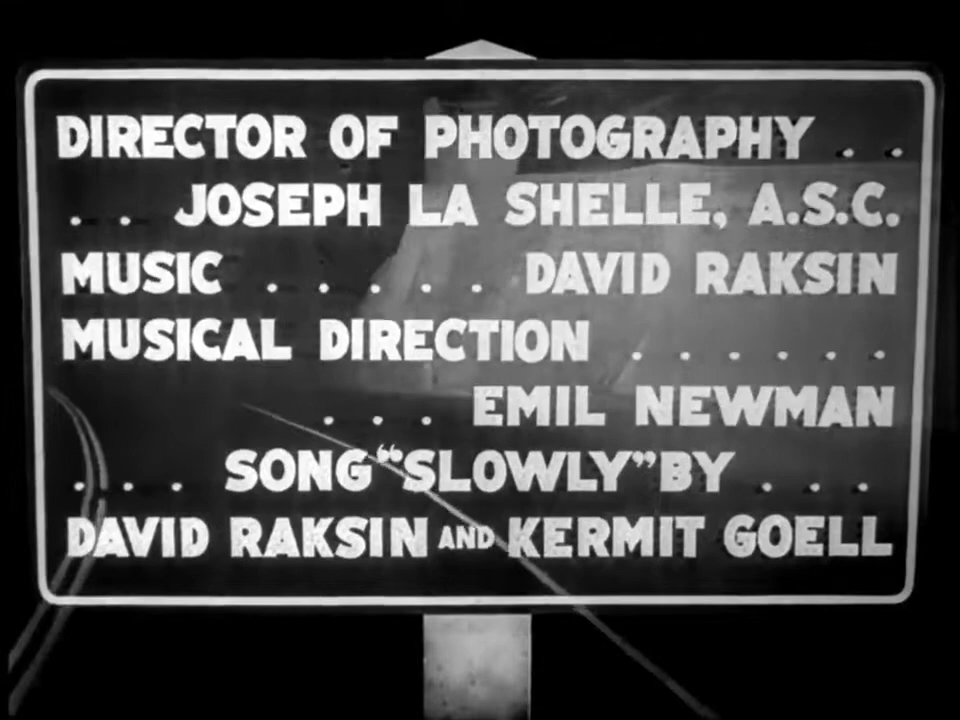 DIRECTOR OF PHOTOGRAPHY . .
. . JOSEPH LA SHELLE, A.S.C.
MUSIC . . . . . DAVID RAKSIN
MUSICAL DIRECTION . . . . . .
. . . EMIL NEWMAN
. . . SONG "SLOWLY" BY . . .
DAVID RAKSIN AND KERMIT GOELL